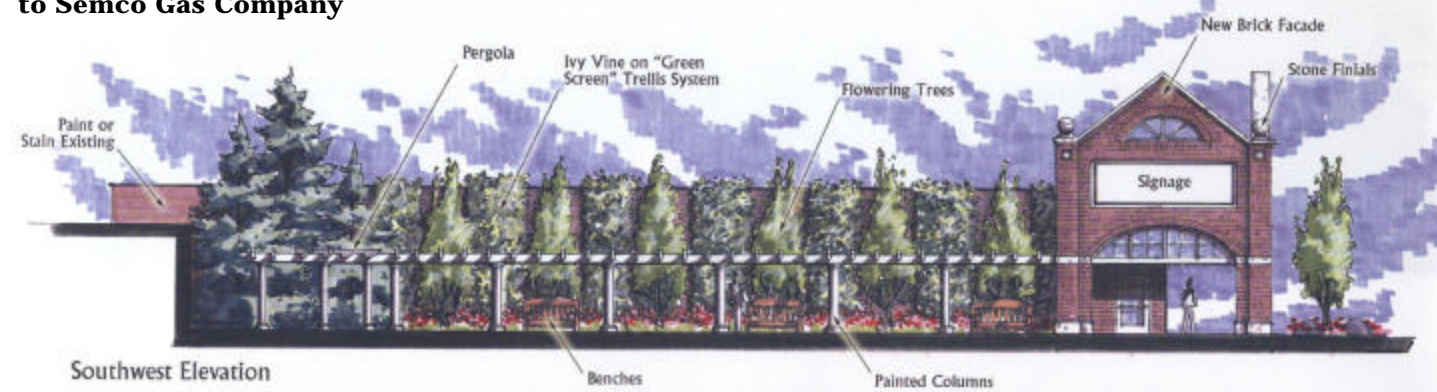 to Semco Gas Company
New Brick Facade
Pergola
Ivy Vine on "Green
Screen" Trellis System
Stone Finials
Flowering Trees
Paint or
Stain Existing
Signage
Southwest Elevation
Benches
Painted Columns